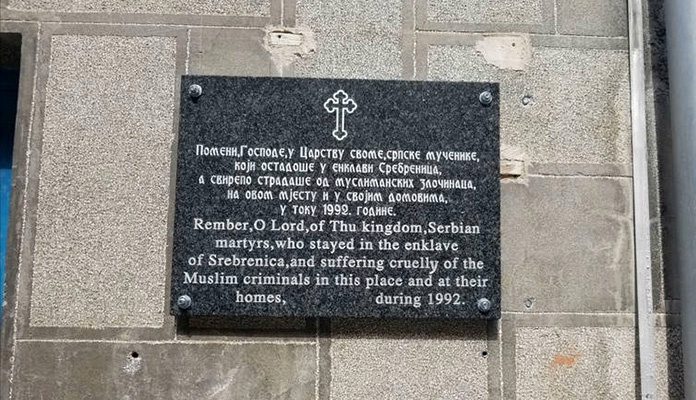 Помени,Господе,у Царству своме,српске мученике,
који остадоше у енклави Сребреница,
а свирепо страдаше од муслиманских злочинаца,
на овом мјесту и у својим домовима,
у току 1992. године.
Rember,O Lord,of Thu kingdom,Serbian
martyrs,who stayed in the enklave
of Srebrenica,and suffering cruelly of the
Muslim criminals in this place and at their
homes, during 1992.